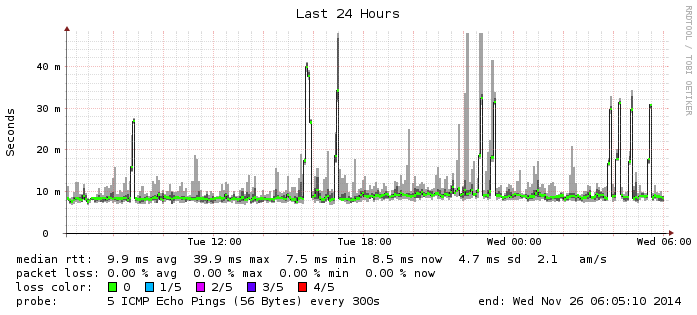 Last 24 Hours
RRDTOOL / TOBI OETIKER
Seconds
40 m
30 m
20 m
10 m
0
Tue 12:00 Tue 18:00 Wed 00:00 Wed 06:00
median rtt: 9.9 ms avg 39.9 ms max 7.5 ms min 8.5 ms now 4.7 ms sd 2.1 am/s
packet loss: 0.00 % avg 0.00 % max 0.00 % min 0.00 % now
loss color: 0 1/5 2/5 3/5 4/5
probe: 5 ICMP Echo Pings (56 Bytes) every 300s end: Wed Nov 26 06:05:10 2014